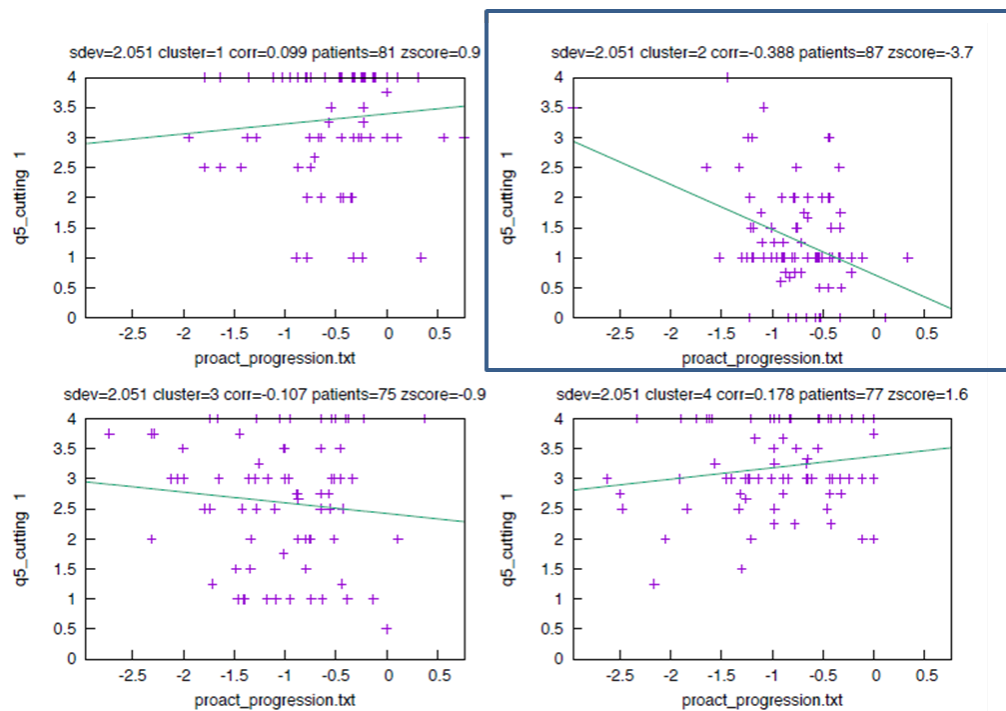 sdev=2.051 cluster=1 corr=0.099 patients=81 zscore=0.9
4
3.5
3
2.5
2
1.5
1
0.5
0
q5_cutting 1
-2.5 -2 -1.5 -1 -0.5 0 0.5
proact_progression.txt
sdev=2.051 cluster=2 corr=-0.388 patients=87 zscore=-3.7
4
3.5
3
2.5
2
1.5
1
0.5
0
q5_cutting 1
-2.5 -2 -1.5 -1 -0.5 0 0.5
proact_progression.txt
sdev=2.051 cluster=3 corr=-0.107 patients=75 zscore=-0.9
4
3.5
3
2.5
2
1.5
1
0.5
0
q5_cutting 1
-2.5 -2 -1.5 -1 -0.5 0 0.5
proact_progression.txt
sdev=2.051 cluster=4 corr=0.178 patients=77 zscore=1.6
4
3.5
3
2.5
2
1.5
1
0.5
0
q5_cutting 1
-2.5 -2 -1.5 -1 -0.5 0 0.5
proact_progression.txt